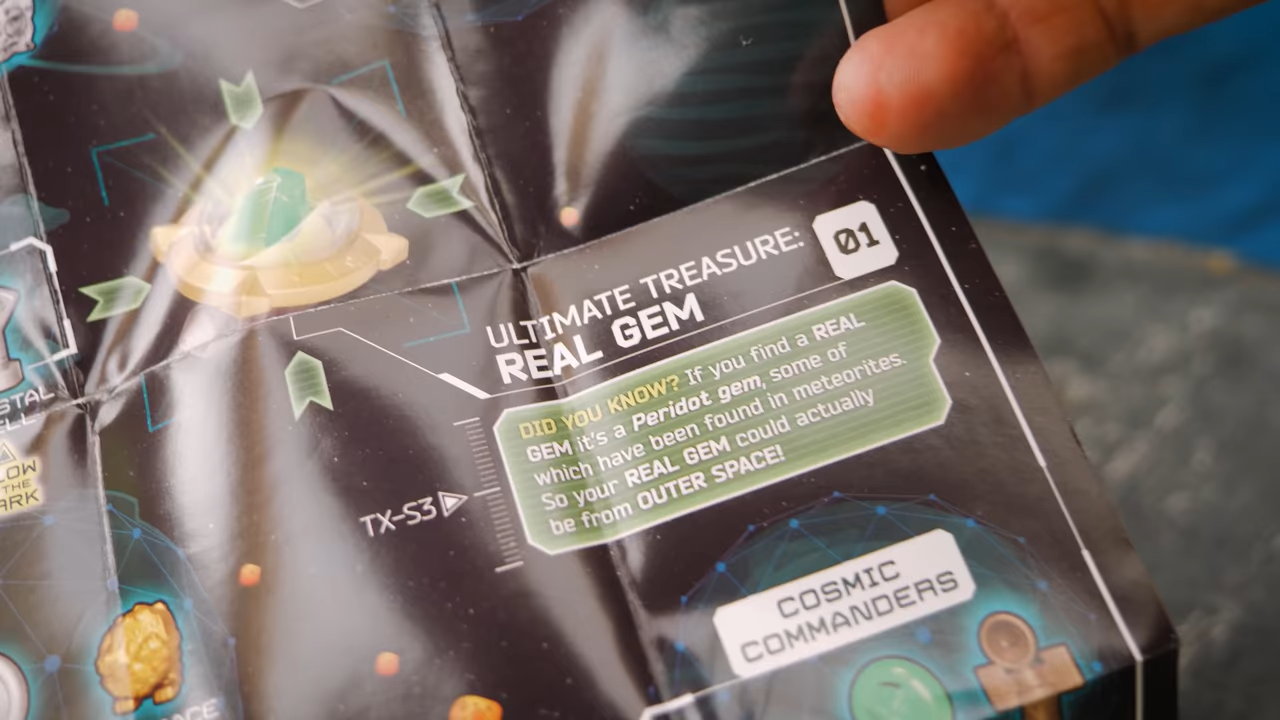 ULTIMATE TREASURE: 01
REAL GEM
DID YOU KNOW? If you find a REAL
GEM it's a Peridot gem, some of
which have been found in meteorites.
So your REAL GEM could actually
be from OUTER SPACE!
TX-S3
COSMIC
COMMANDERS